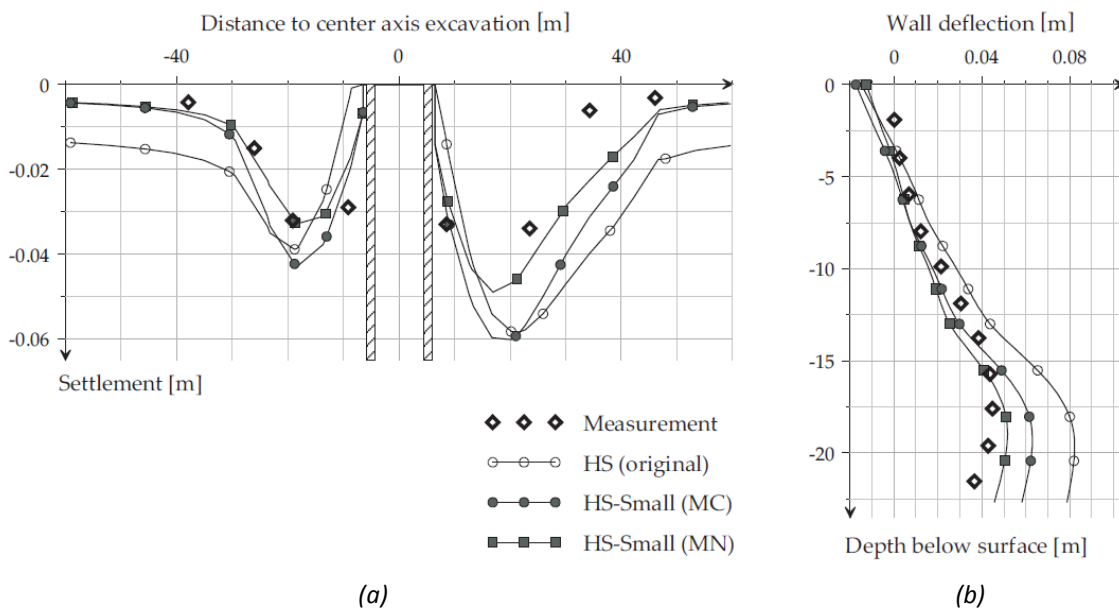 Distance to center axis excavation [m]
-40 0 40
0
-0.02
-0.04
-0.06
Settlement [m]
Measurement
HS (original)
HS-Small (MC)
HS-Small (MN)
(a)
Wall deflection [m]
0 0.04 0.08
0
-5
-10
-15
-20
Depth below surface [m]
(b)